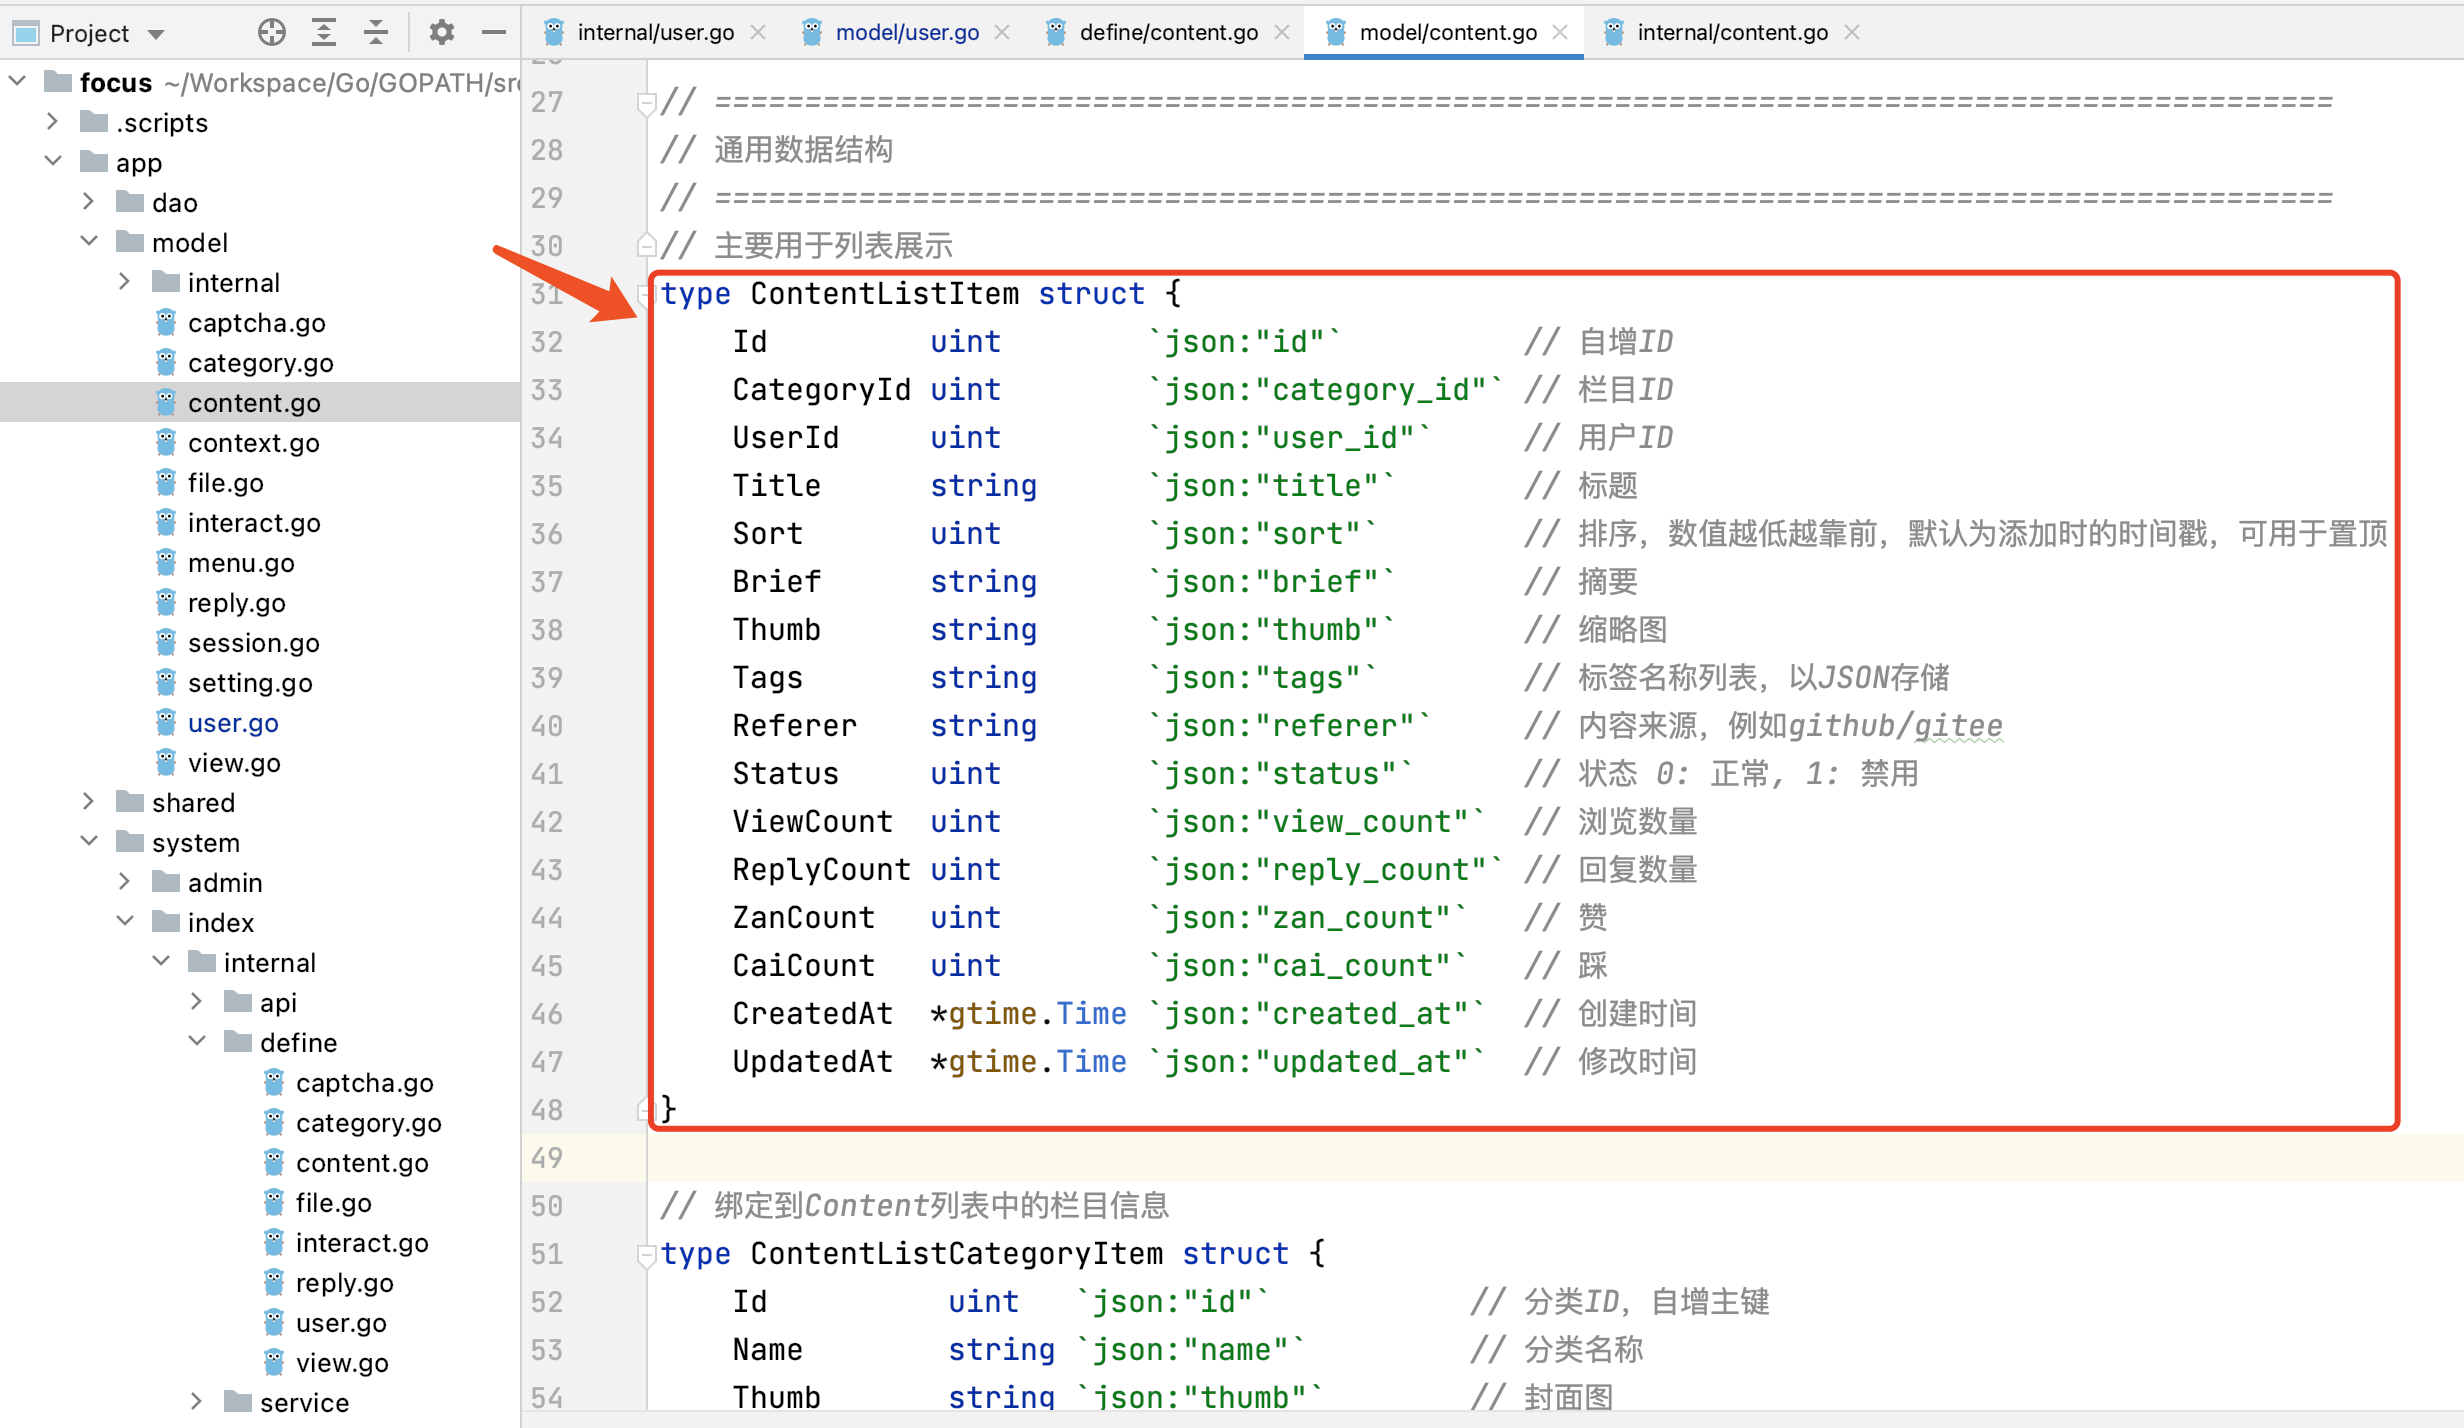 Project
internal/user.go
model/user.go
define/content.go
model/content.go
internal/content.go
focus ~/Workspace/Go/GOPATH/sr
.scripts
app
dao
model
internal
captcha.go
category.go
content.go
context.go
file.go
interact.go
menu.go
reply.go
session.go
setting.go
user.go
view.go
shared
system
admin
index
internal
api
define
captcha.go
category.go
content.go
file.go
interact.go
reply.go
user.go
view.go
service
27 // ==========================================================================================
28 // 通用数据结构
29 // ==========================================================================================
30 // 主要用于列表展示
31 type ContentListItem struct {
32 Id uint `json:"id"` // 自增ID
33 CategoryId uint `json:"category_id"` // 栏目ID
34 UserId uint `json:"user_id"` // 用户ID
35 Title string `json:"title"` // 标题
36 Sort uint `json:"sort"` // 排序，数值越低越靠前，默认为添加时的时间戳，可用于置顶
37 Brief string `json:"brief"` // 摘要
38 Thumb string `json:"thumb"` // 缩略图
39 Tags string `json:"tags"` // 标签名称列表，以JSON存储
40 Referer string `json:"referer"` // 内容来源，例如github/gitee
41 Status uint `json:"status"` // 状态 0: 正常, 1: 禁用
42 ViewCount uint `json:"view_count"` // 浏览数量
43 ReplyCount uint `json:"reply_count"` // 回复数量
44 ZanCount uint `json:"zan_count"` // 赞
45 CaiCount uint `json:"cai_count"` // 踩
46 CreatedAt *gtime.Time `json:"created_at"` // 创建时间
47 UpdatedAt *gtime.Time `json:"updated_at"` // 修改时间
48 }
49
50 // 绑定到Content列表中的栏目信息
51 type ContentListCategoryItem struct {
52 Id uint `json:"id"` // 分类ID，自增主键
53 Name string `json:"name"` // 分类名称
54 Thumb string `json:"thumb"` // 封面图